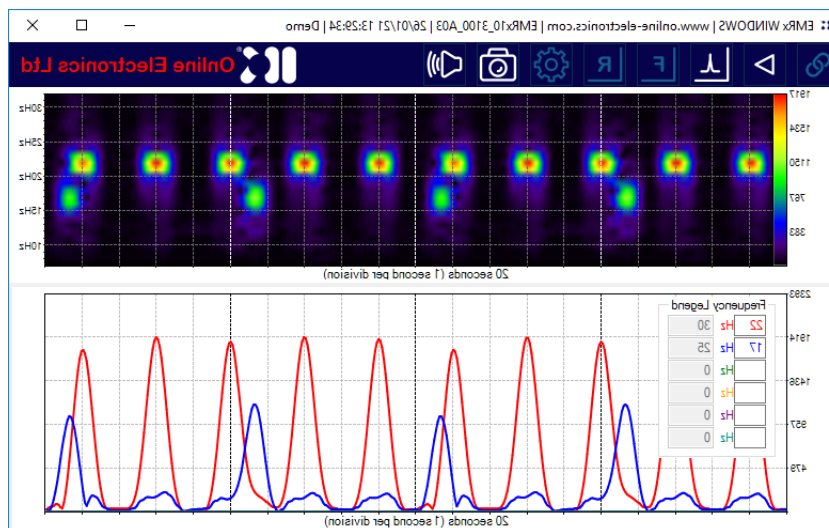 EMRx WINDOWS | www.online-electronics.com | EMRx10_3100_A03 | 26/01/21 13:29:34 | Demo
F R Online Electronics Ltd
1917
1534
1150
767
383
30Hz
25Hz
20Hz
15Hz
10Hz
20 seconds (1 second per division)
2393
1914
1436
957
479
Frequency Legend
22 Hz 30
17 Hz 25
Hz 0
Hz 0
Hz 0
Hz 0
20 seconds (1 second per division)